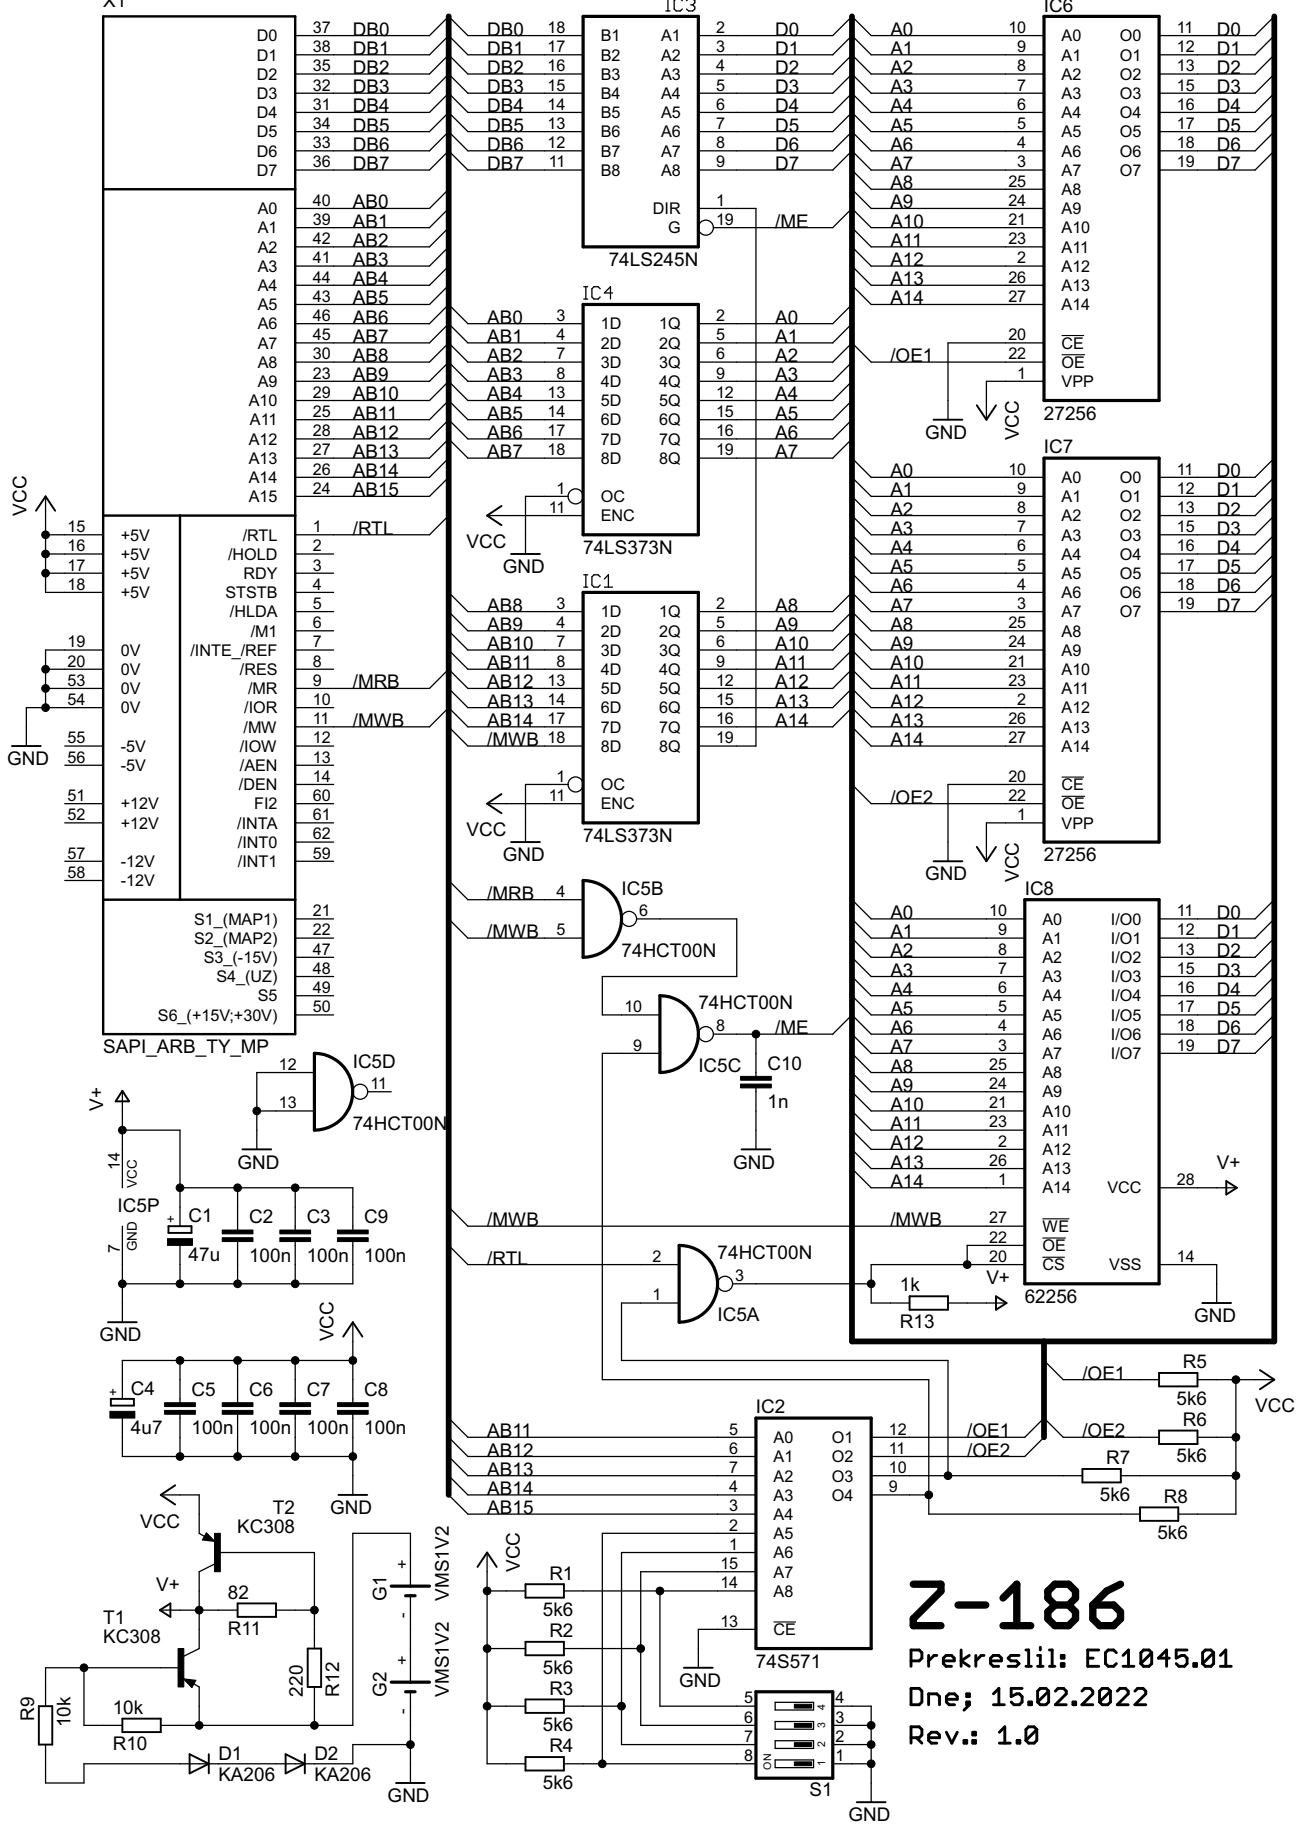 X1
IC3
IC6
D0 37 DB0
D1 38 DB1
D2 35 DB2
D3 32 DB3
D4 31 DB4
D5 34 DB5
D6 33 DB6
D7 36 DB7
A0 40 AB0
A1 39 AB1
A2 42 AB2
A3 41 AB3
A4 44 AB4
A5 43 AB5
A6 46 AB6
A7 45 AB7
A8 30 AB8
A9 23 AB9
A10 29 AB10
A11 25 AB11
A12 28 AB12
A13 27 AB13
A14 26 AB14
A15 24 AB15
VCC
15 +5V /RTL 1 /RTL
16 +5V /HOLD 2
17 +5V RDY 3
18 +5V STSTB 4
/HLDA 5
/M1 6
19 0V /INTE_/REF 7
20 0V /RES 8
53 0V /MR 9 /MRB
54 0V /IOR 10
/MW 11 /MWB
GND
55 -5V /IOW 12
56 -5V /AEN 13
/DEN 14
51 +12V FI2 60
52 +12V /INTA 61
/INT0 62
57 -12V /INT1 59
58 -12V
S1_(MAP1) 21
S2_(MAP2) 22
S3_(-15V) 47
S4_(UZ) 48
S5 49
S6_(+15V;+30V) 50
SAPI_ARB_TY_MP
DB0 18 B1 A1 2 D0
DB1 17 B2 A2 3 D1
DB2 16 B3 A3 4 D2
DB3 15 B4 A4 5 D3
DB4 14 B5 A5 6 D4
DB5 13 B6 A6 7 D5
DB6 12 B7 A7 8 D6
DB7 11 B8 A8 9 D7
DIR 1
G 19 /ME
74LS245N
IC4
AB0 3 1D 1Q 2 A0
AB1 4 2D 2Q 5 A1
AB2 7 3D 3Q 6 A2
AB3 8 4D 4Q 9 A3
AB4 13 5D 5Q 12 A4
AB5 14 6D 6Q 15 A5
AB6 17 7D 7Q 16 A6
AB7 18 8D 8Q 19 A7
1 OC
11 ENC
VCC
GND
74LS373N
IC1
AB8 3 1D 1Q 2 A8
AB9 4 2D 2Q 5 A9
AB10 7 3D 3Q 6 A10
AB11 8 4D 4Q 9 A11
AB12 13 5D 5Q 12 A12
AB13 14 6D 6Q 15 A13
AB14 17 7D 7Q 16 A14
/MWB 18 8D 8Q 19
1 OC
11 ENC
VCC
GND
74LS373N
/MRB 4 IC5B
6
/MWB 5 74HCT00N
10 74HCT00N
8 /ME
9 IC5C C10
1n
GND
A0 10 A0 O0 11 D0
A1 9 A1 O1 12 D1
A2 8 A2 O2 13 D2
A3 7 A3 O3 15 D3
A4 6 A4 O4 16 D4
A5 5 A5 O5 17 D5
A6 4 A6 O6 18 D6
A7 3 A7 O7 19 D7
A8 25 A8
A9 24 A9
A10 21 A10
A11 23 A11
A12 2 A12
A13 26 A13
A14 27 A14
20 CE
/OE1 22 OE
1 VPP
GND VCC 27256
IC7
A0 10 A0 O0 11 D0
A1 9 A1 O1 12 D1
A2 8 A2 O2 13 D2
A3 7 A3 O3 15 D3
A4 6 A4 O4 16 D4
A5 5 A5 O5 17 D5
A6 4 A6 O6 18 D6
A7 3 A7 O7 19 D7
A8 25 A8
A9 24 A9
A10 21 A10
A11 23 A11
A12 2 A12
A13 26 A13
A14 27 A14
20 CE
/OE2 22 OE
1 VPP
GND VCC 27256
IC8
A0 10 A0 I/O0 11 D0
A1 9 A1 I/O1 12 D1
A2 8 A2 I/O2 13 D2
A3 7 A3 I/O3 15 D3
A4 6 A4 I/O4 16 D4
A5 5 A5 I/O5 17 D5
A6 4 A6 I/O6 18 D6
A7 3 A7 I/O7 19 D7
A8 25 A8
A9 24 A9
A10 21 A10
A11 23 A11
A12 2 A12
A13 26 A13
A14 1 A14 VCC 28 V+
/MWB /MWB 27 WE
22 OE
20 CS VSS 14
GND
62256
/RTL 2 74HCT00N
3
1 IC5A
1k V+
R13
12 IC5D
11
13 74HCT00N
GND
V+
14 VCC
IC5P
7 GND
GND
+ C1 47u
C2 100n
C3 100n
C9 100n
VCC
+ C4 4u7
C5 100n
C6 100n
C7 100n
C8 100n
GND
VCC
T2
KC308
V+
82
R11
T1
KC308
220
R12
R9
10k
10k
R10
D1
KA206
D2
KA206
+ G1 - VMS1V2
+ G2 - VMS1V2
GND
IC2
AB11 5 A0 O1 12 /OE1
AB12 6 A1 O2 11 /OE2
AB13 7 A2 O3 10
AB14 4 A3 O4 9
AB15 3 A4
2 A5
1 A6
15 A7
14 A8
13 CE
GND
74S571
/OE1 R5 5k6
VCC
/OE2 R6 5k6
R7 5k6
R8 5k6
VCC
R1 5k6
R2 5k6
R3 5k6
R4 5k6
5 4 4
6 3 3
7 2 2
8 ON 1 1
S1
GND
Z-186
Prekreslil: EC1045.01
Dne; 15.02.2022
Rev.: 1.0